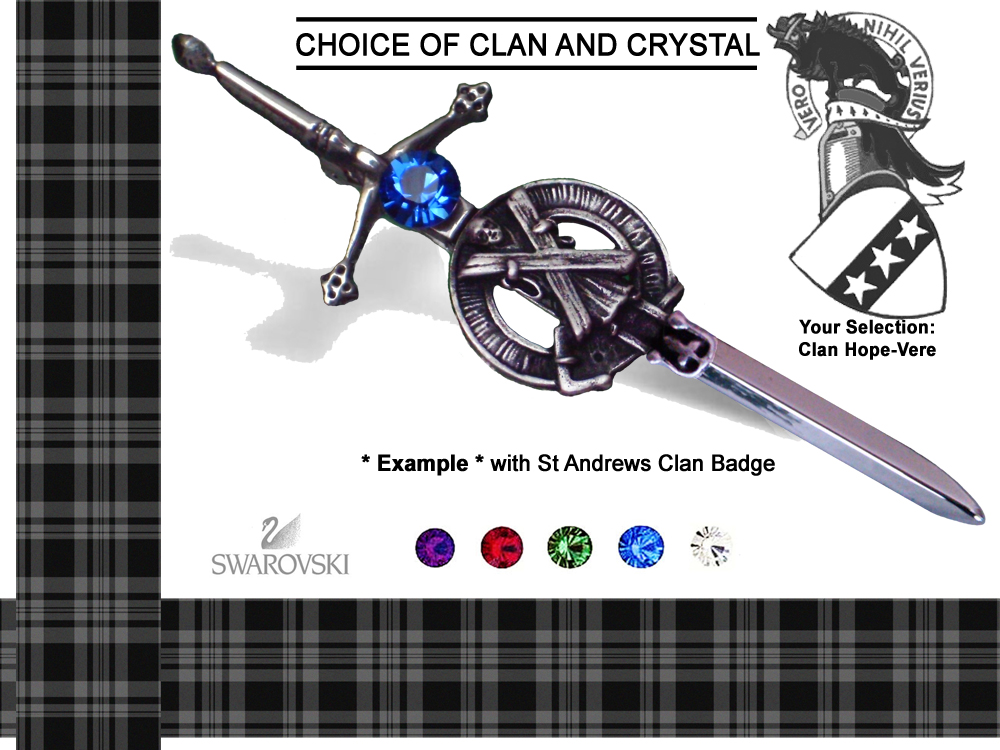 CHOICE OF CLAN AND CRYSTAL
VERO NIHIL VERIUS
Your Selection:
Clan Hope-Vere
* Example * with St Andrews Clan Badge
SWAROVSKI